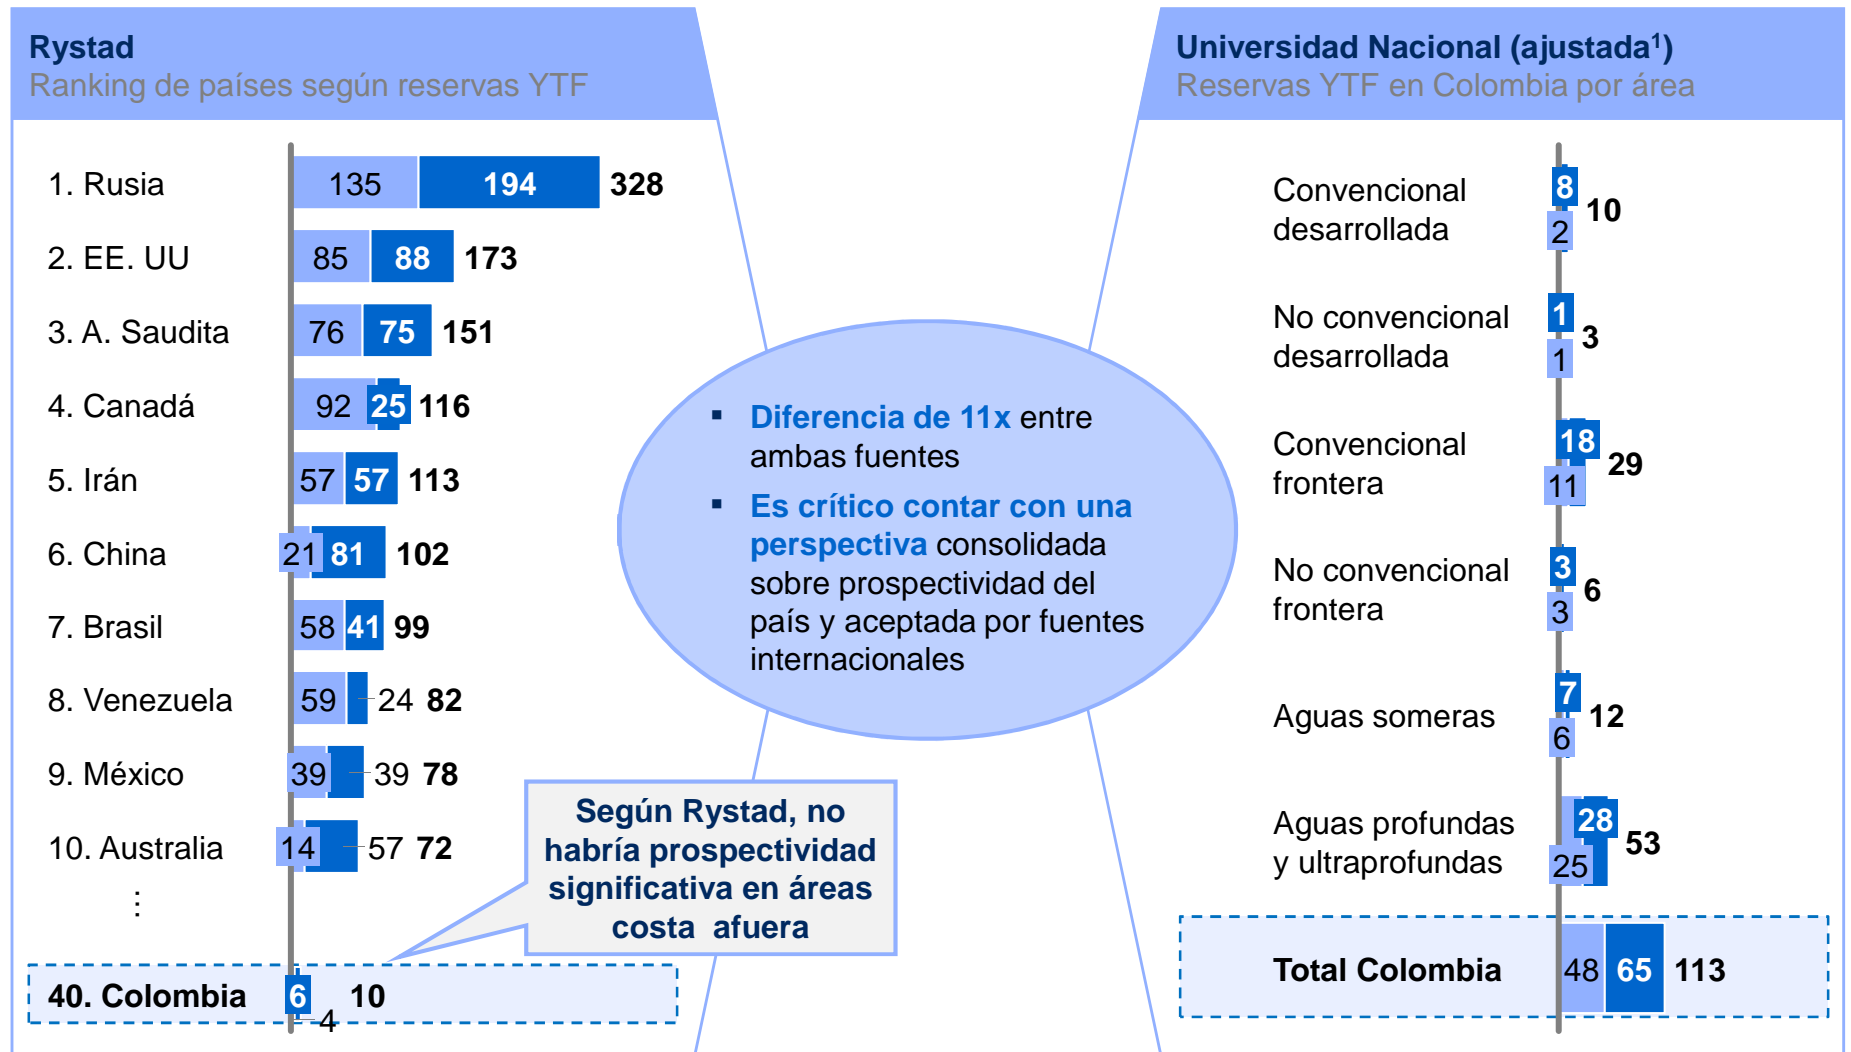 Rystad
Ranking de países según reservas YTF
1. Rusia 135 194 328
2. EE. UU 85 88 173
3. A. Saudita 76 75 151
4. Canadá 92 25 116
5. Irán 57 57 113
6. China 21 81 102
7. Brasil 58 41 99
8. Venezuela 59 24 82
9. México 39 39 78
10. Australia 14 57 72
⋮
40. Colombia 6 10
4
▪ Diferencia de 11x entre
ambas fuentes
▪ Es crítico contar con una
perspectiva consolidada
sobre prospectividad del
país y aceptada por fuentes
internacionales
Según Rystad, no
habría prospectividad
significativa en áreas
costa afuera
Universidad Nacional (ajustada¹)
Reservas YTF en Colombia por área
Convencional
desarrollada
8
2
10
No convencional
desarrollada
1
1
3
Convencional
frontera
18
11
29
No convencional
frontera
3
3
6
Aguas someras
7
6
12
Aguas profundas
y ultraprofundas
28
25
53
Total Colombia 48 65 113